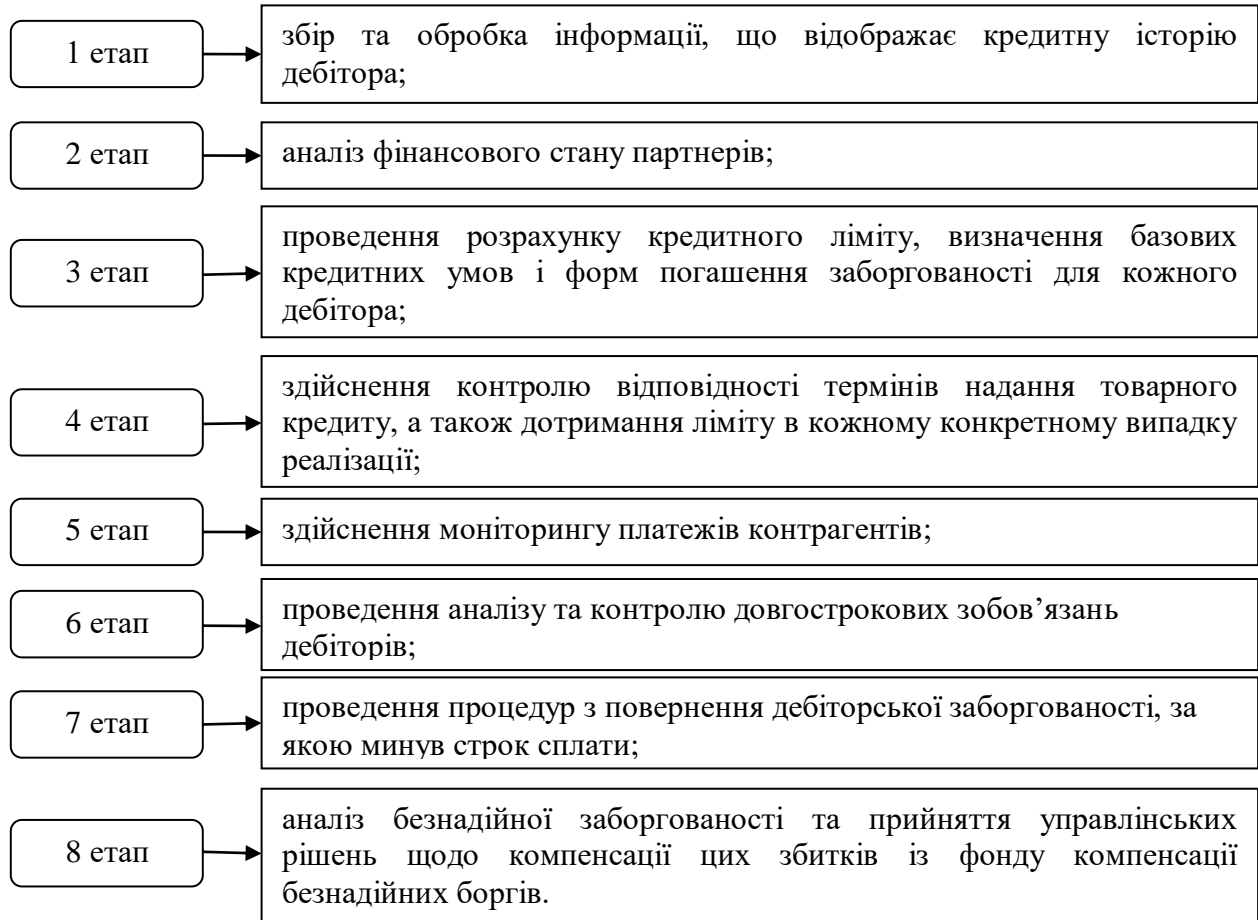 1 етап
збір та обробка інформації, що відображає кредитну історію
дебітора;
2 етап
аналіз фінансового стану партнерів;
3 етап
проведення розрахунку кредитного ліміту, визначення базових
кредитних умов і форм погашення заборгованості для кожного
дебітора;
4 етап
здійснення контролю відповідності термінів надання товарного
кредиту, а також дотримання ліміту в кожному конкретному випадку
реалізації;
5 етап
здійснення моніторингу платежів контрагентів;
6 етап
проведення аналізу та контролю довгострокових зобов’язань
дебіторів;
7 етап
проведення процедур з повернення дебіторської заборгованості, за
якою минув строк сплати;
8 етап
аналіз безнадійної заборгованості та прийняття управлінських
рішень щодо компенсації цих збитків із фонду компенсації
безнадійних боргів.